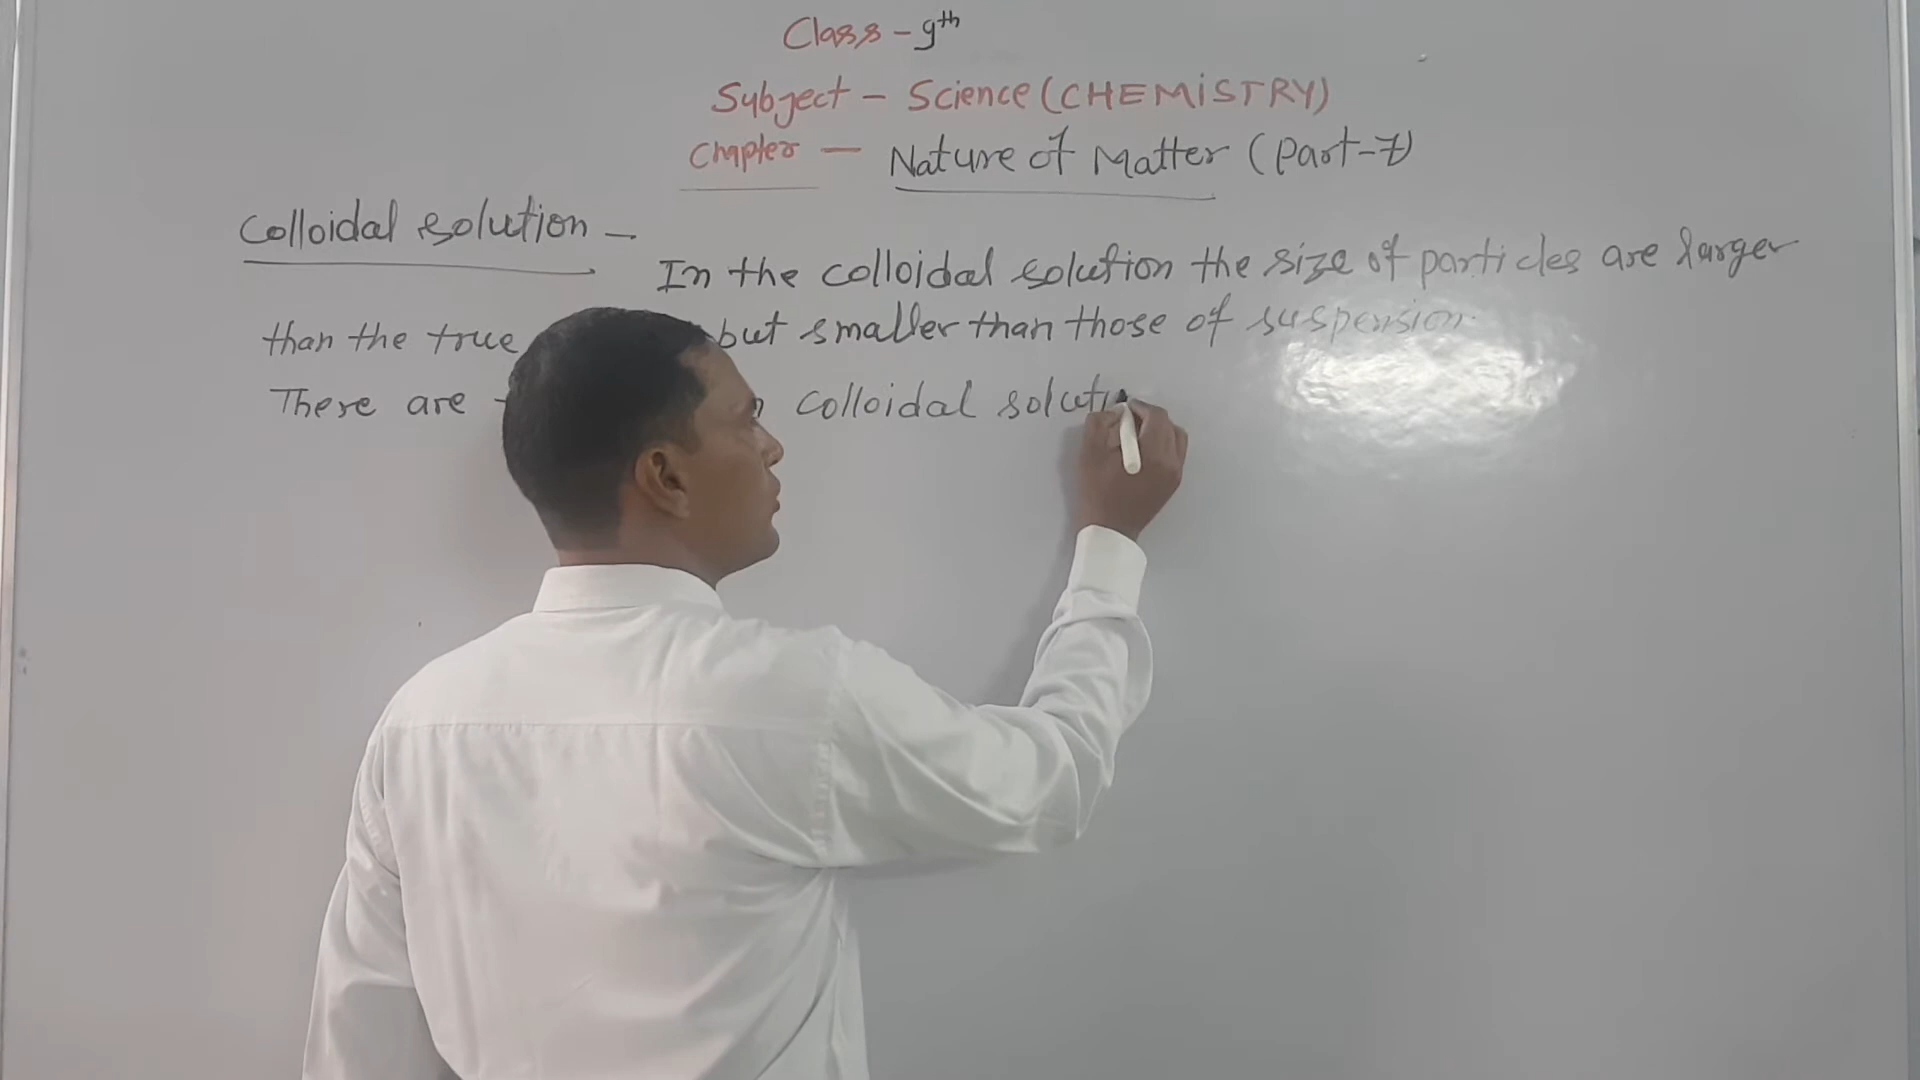 Class - 9th
Subject - Science (CHEMiSTRY)
Chapter - Nature of Matter (Part-7)
Colloidal solution -
In the colloidal solution the size of particles are larger
than the true but smaller than those of suspension.
There are colloidal soluti